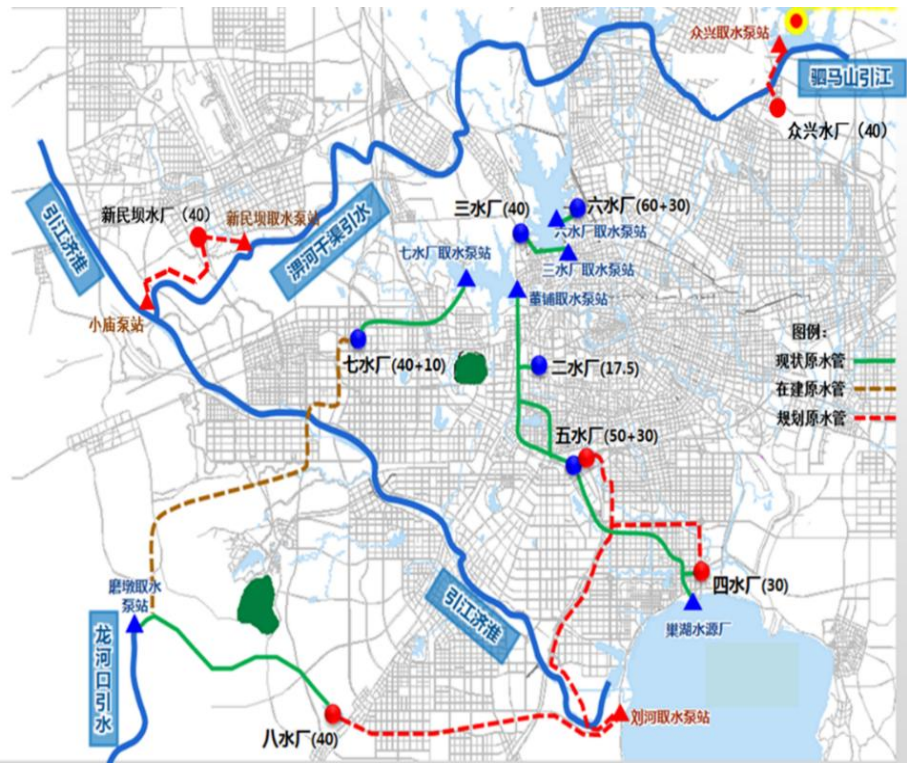 众兴取水泵站
驷马山引江
众兴水厂（40）
引江济淮
新民坝水厂（40）
新民坝取水泵站
淠河干渠引水
三水厂(40)
六水厂(60+30)
六水厂取水泵站
七水厂取水泵站
三水厂取水泵站
董铺取水泵站
小庙泵站
图例：
现状原水管
在建原水管
规划原水管
七水厂(40+10)
二水厂(17.5)
五水厂(50+30)
磨墩取水
泵站
引江济淮
四水厂(30)
巢湖水源厂
龙河口引水
八水厂(40)
刘河取水泵站